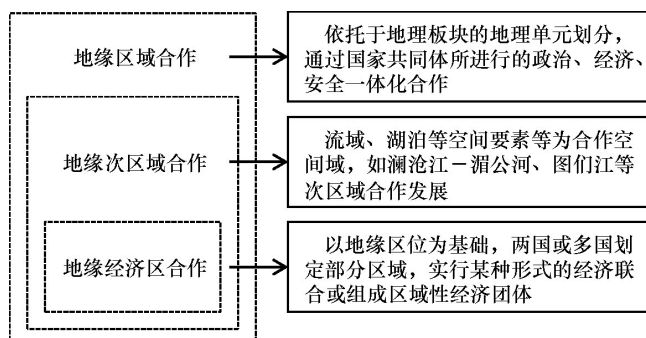 地缘区域合作
依托于地理板块的地理单元划分，
通过国家共同体所进行的政治、经济、
安全一体化合作
地缘次区域合作
流域、湖泊等空间要素等为合作空
间域，如澜沧江－湄公河、图们江等
次区域合作发展
地缘经济区合作
以地缘区位为基础，两国或多国划
定部分区域，实行某种形式的经济联
合或组成区域性经济团体